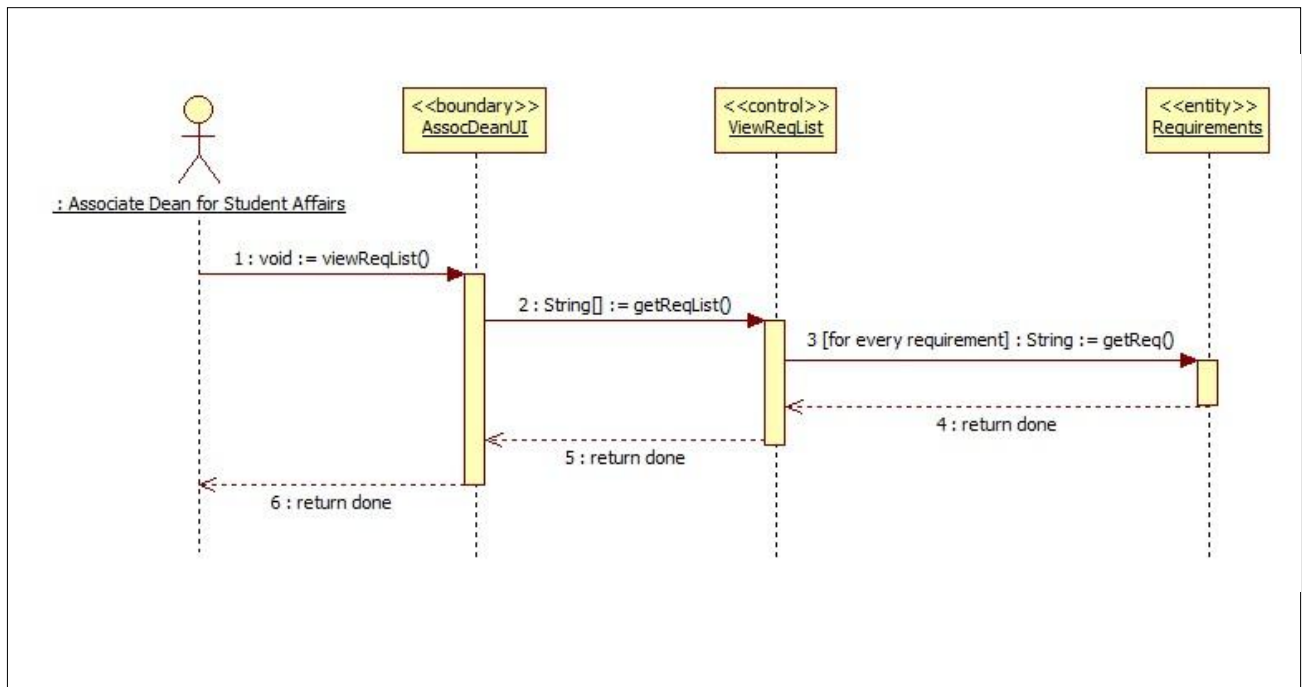 <<boundary>>
AssocDeanUI
<<control>>
ViewReqList
<<entity>>
Requirements
: Associate Dean for Student Affairs
1 : void := viewReqList()
2 : String[] := getReqList()
3 [for every requirement] : String := getReq()
4 : return done
5 : return done
6 : return done